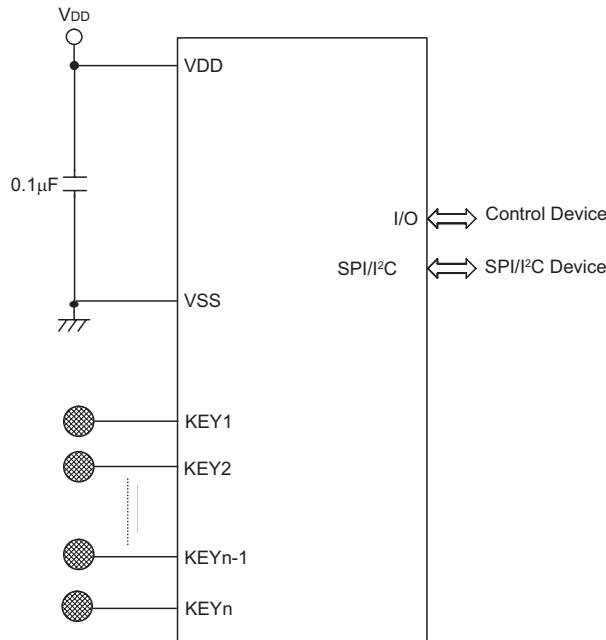 VDD
VDD
0.1μF
I/O
Control Device
SPI/I²C
SPI/I²C Device
VSS
KEY1
KEY2
KEYn-1
KEYn